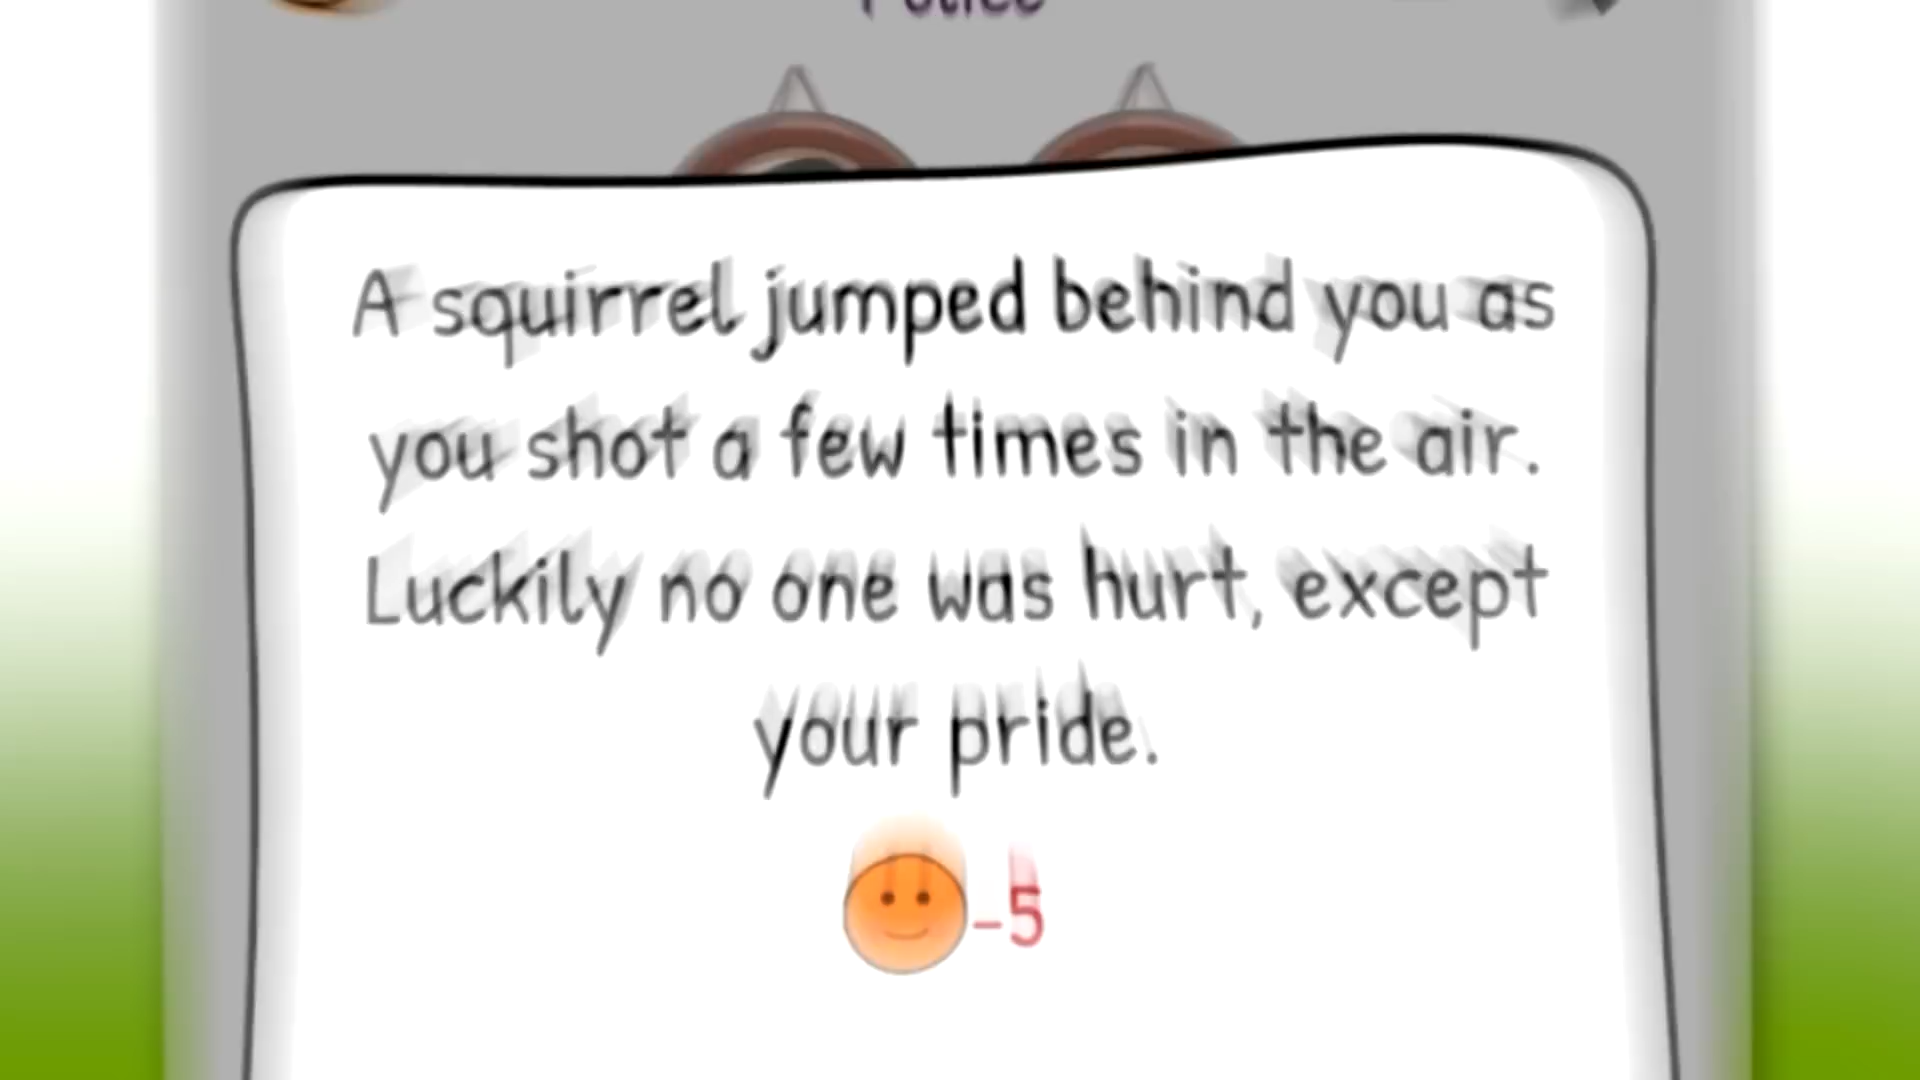 Police
A squirrel jumped behind you as
you shot a few times in the air.
Luckily no one was hurt, except
your pride.
-5